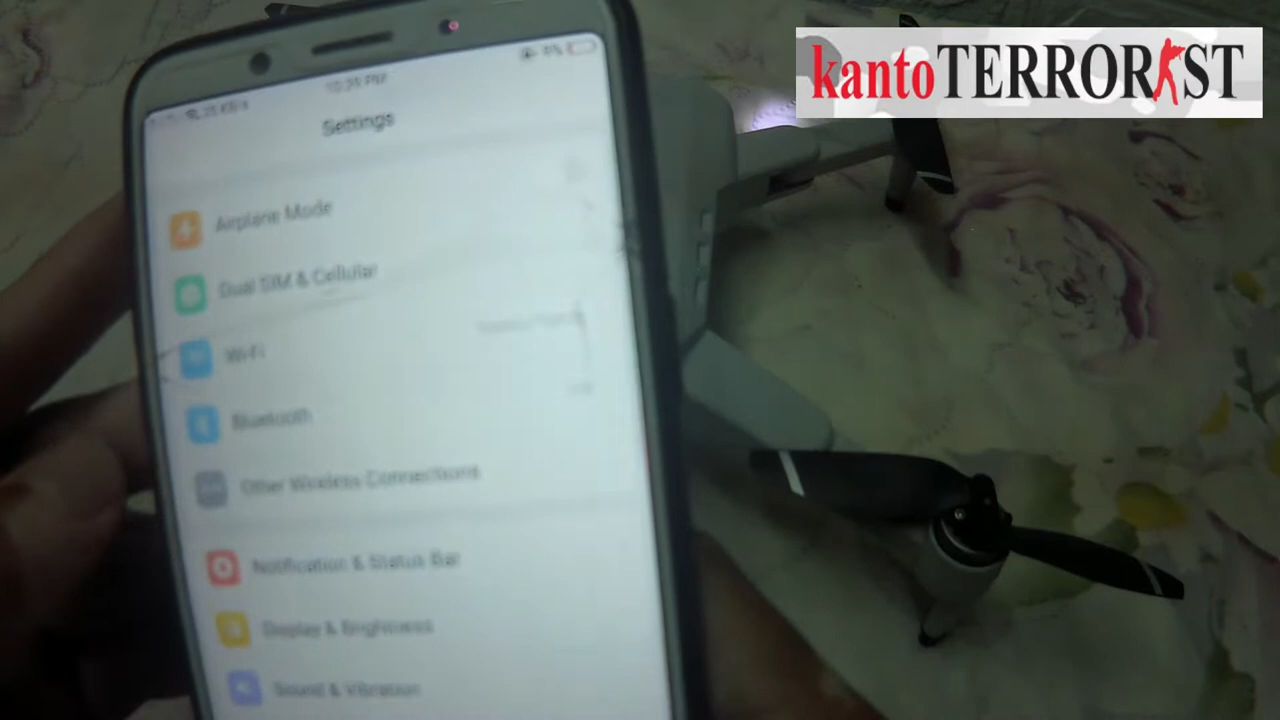 kantoTERRORIST
Settings
Airplane Mode
Dual SIM & Cellular
Wi-Fi
Bluetooth
Other Wireless Connections
Notification & Status Bar
Display & Brightness
Sound & Vibration